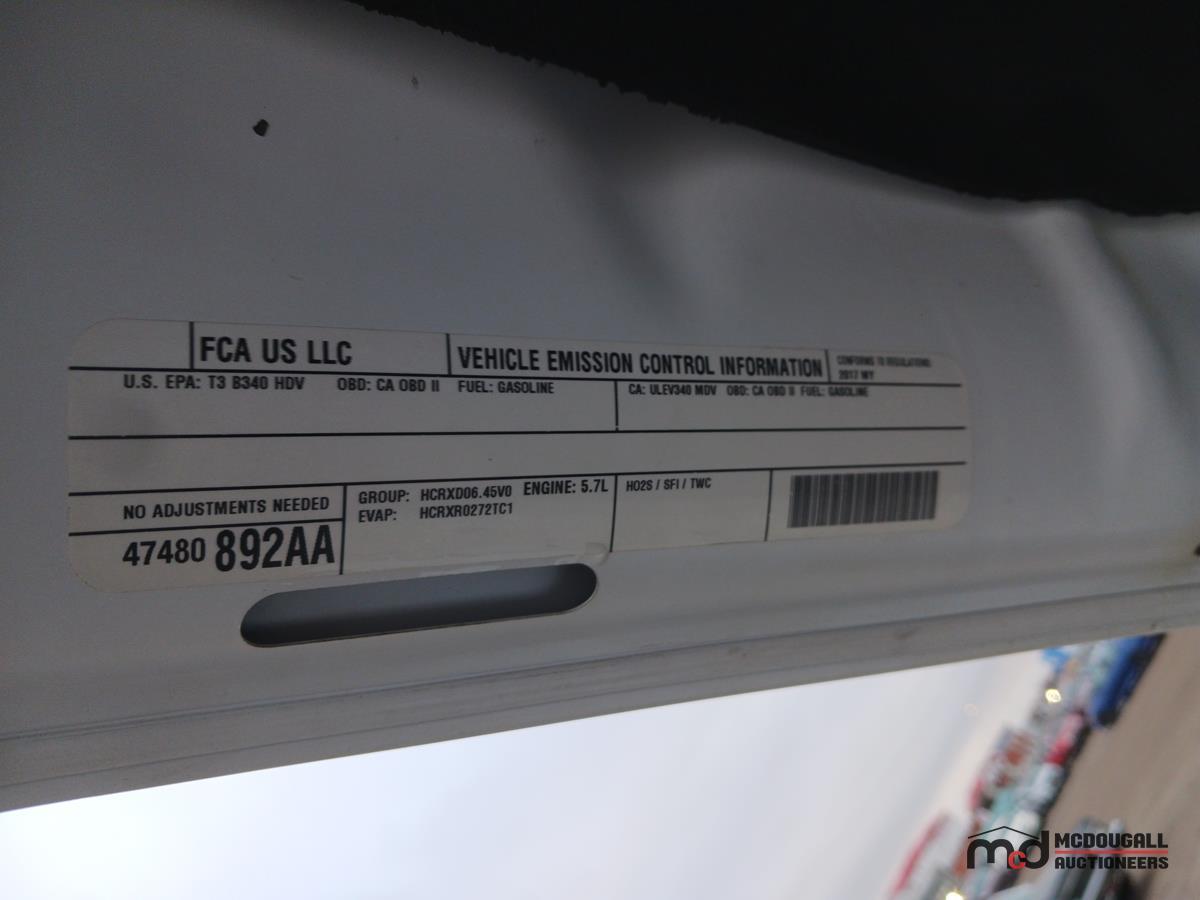 FCA US LLC
VEHICLE EMISSION CONTROL INFORMATION
CONFORMS TO REGULATIONS
2017 MY
U.S. EPA: T3 B340 HDV OBD: CA OBD II FUEL: GASOLINE
CA: ULEV340 MDV OBD: CA OBD II FUEL: GASOLINE
NO ADJUSTMENTS NEEDED
47480 892AA
GROUP: HCRXD06.45V0 ENGINE: 5.7L
EVAP: HCRXR0272TC1
HO2S / SFI / TWC
mcd MCDOUGALL
AUCTIONEERS